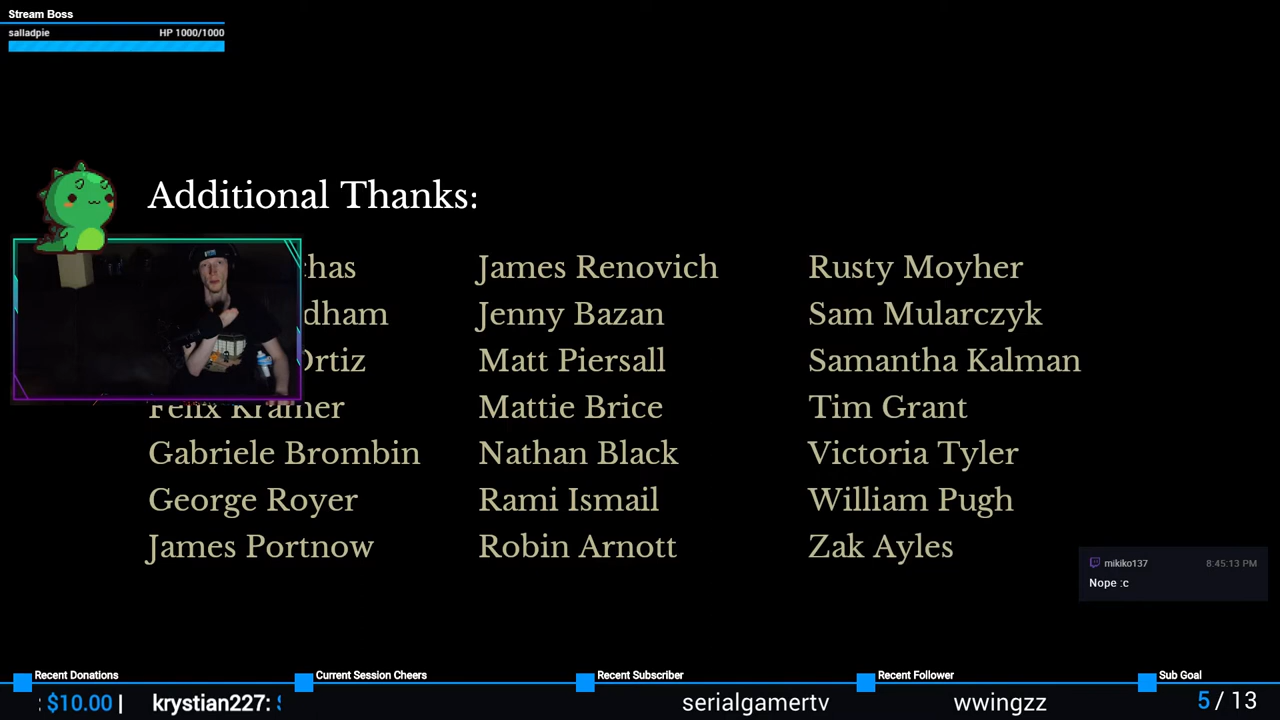 Stream Boss
salladpie HP 1000/1000
Additional Thanks:
James Renovich Rusty Moyher
Jenny Bazan Sam Mularczyk
Ortiz Matt Piersall Samantha Kalman
Felix Kramer Mattie Brice Tim Grant
Gabriele Brombin Nathan Black Victoria Tyler
George Royer Rami Ismail William Pugh
James Portnow Robin Arnott Zak Ayles
mikiko137 8:45:13 PM
Nope :c
Recent Donations Current Session Cheers Recent Subscriber Recent Follower Sub Goal
: $10.00 | krystian227: serialgamertv wwingzz 5 / 13